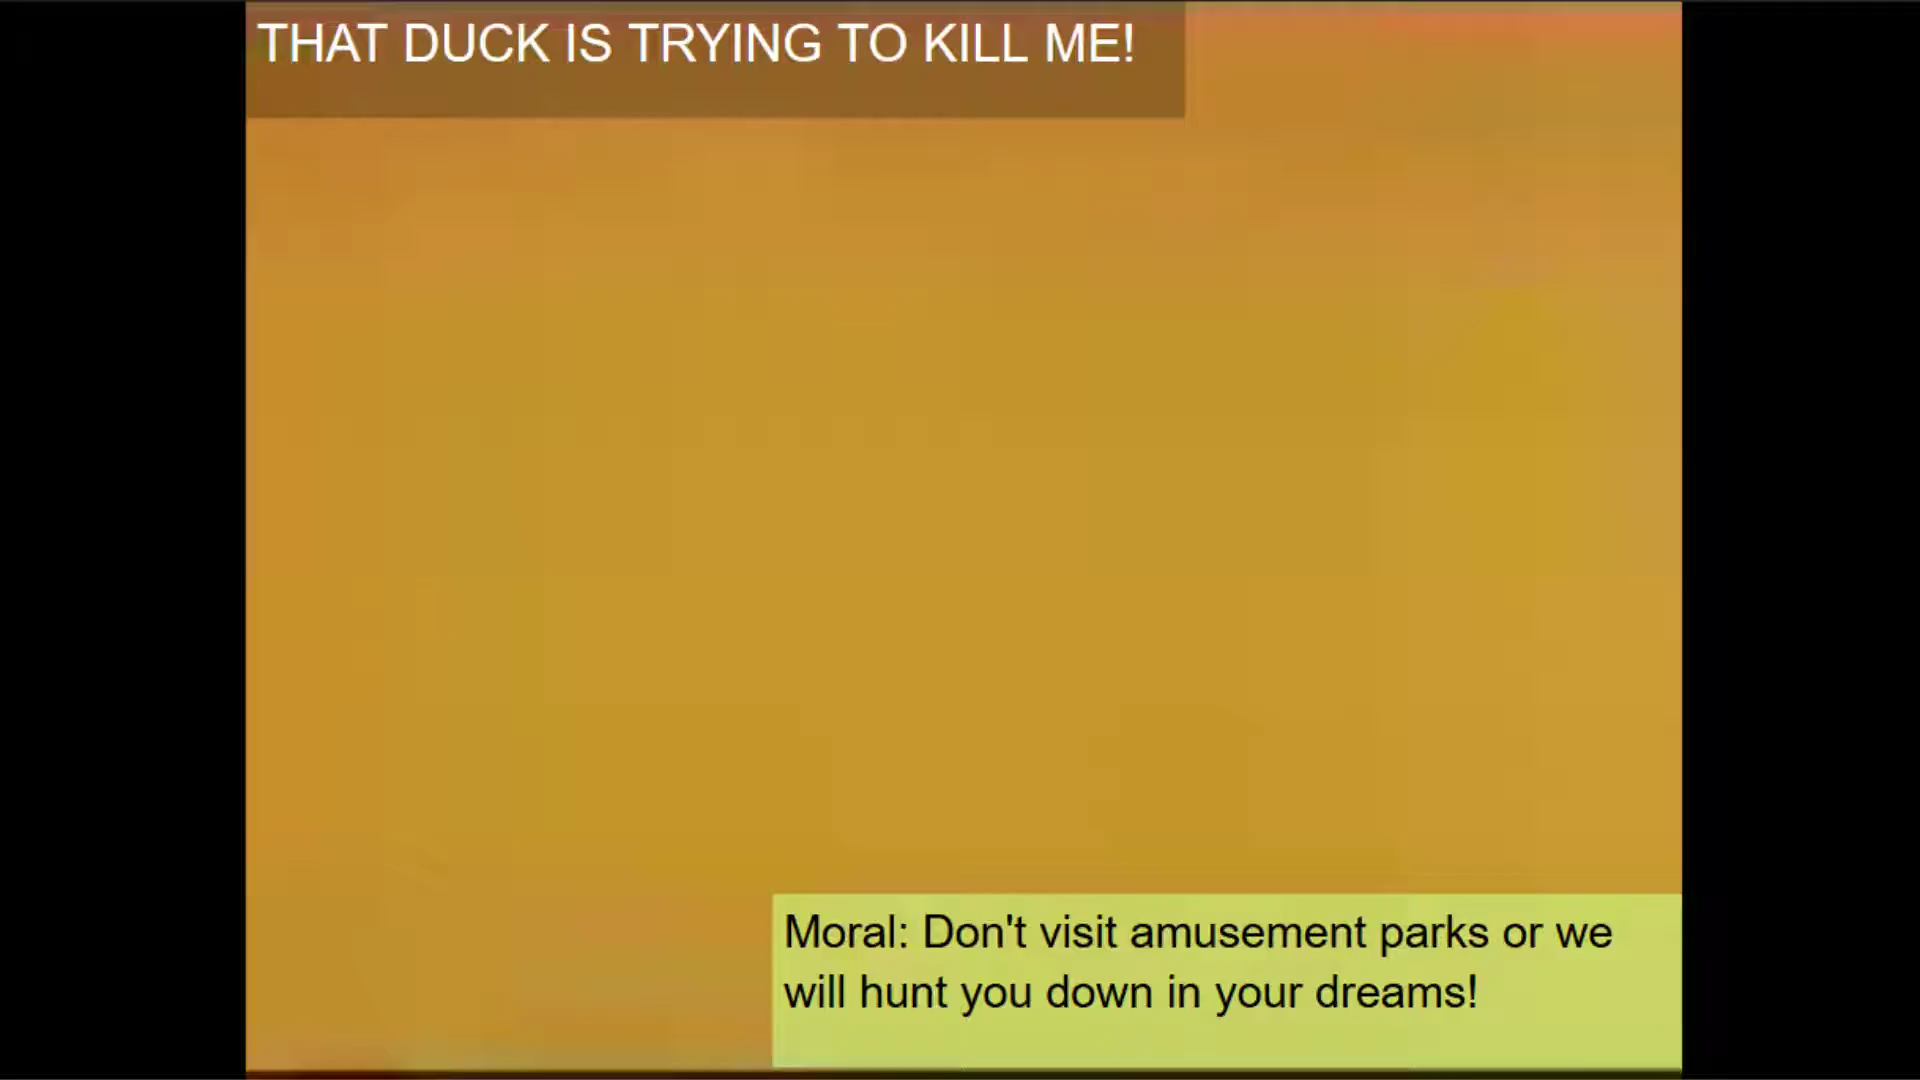 THAT DUCK IS TRYING TO KILL ME!
Moral: Don't visit amusement parks or we
will hunt you down in your dreams!